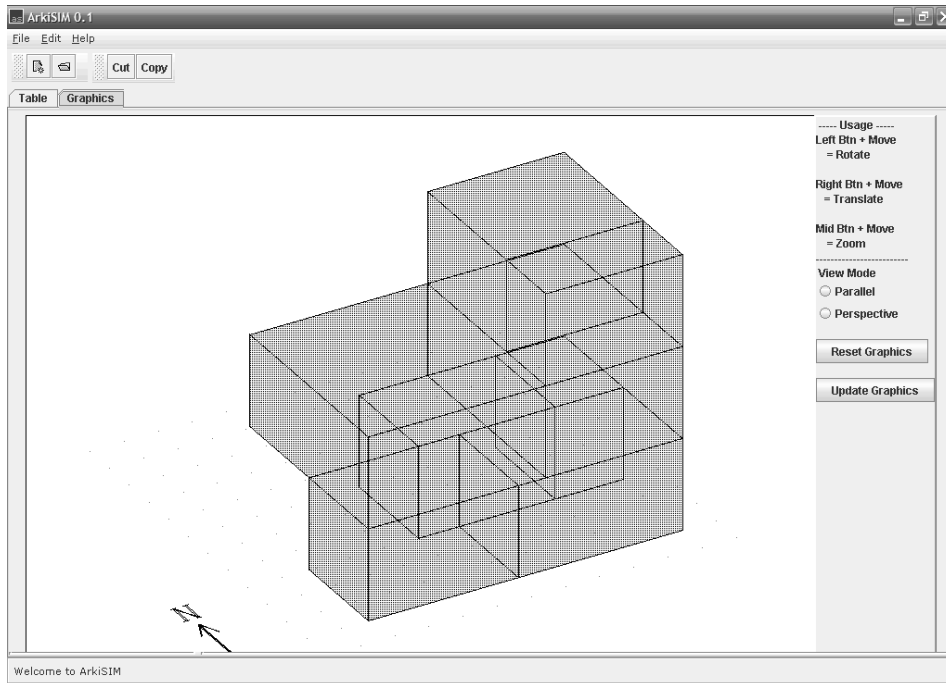 as ArkiSIM 0.1
File Edit Help
Cut Copy
Table Graphics
----- Usage -----
Left Btn + Move
= Rotate
Right Btn + Move
= Translate
Mid Btn + Move
= Zoom
--------------------------
View Mode
Parallel
Perspective
Reset Graphics
Update Graphics
N
Welcome to ArkiSIM